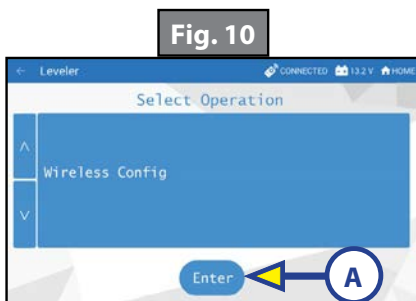 Fig. 10
← Leveler CONNECTED 13.2 V HOME
Select Operation
Wireless Config
Enter
A